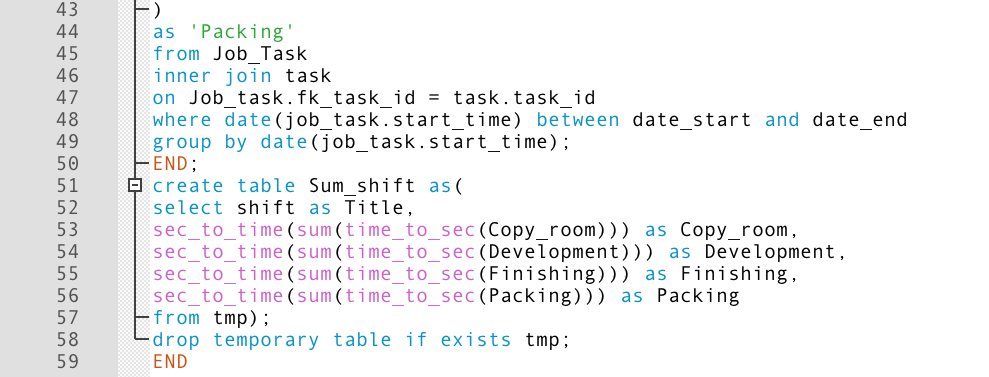 43 )
44 as 'Packing'
45 from Job_Task
46 inner join task
47 on Job_task.fk_task_id = task.task_id
48 where date(job_task.start_time) between date_start and date_end
49 group by date(job_task.start_time);
50 END;
51 create table Sum_shift as(
52 select shift as Title,
53 sec_to_time(sum(time_to_sec(Copy_room))) as Copy_room,
54 sec_to_time(sum(time_to_sec(Development))) as Development,
55 sec_to_time(sum(time_to_sec(Finishing))) as Finishing,
56 sec_to_time(sum(time_to_sec(Packing))) as Packing
57 from tmp);
58 drop temporary table if exists tmp;
59 END